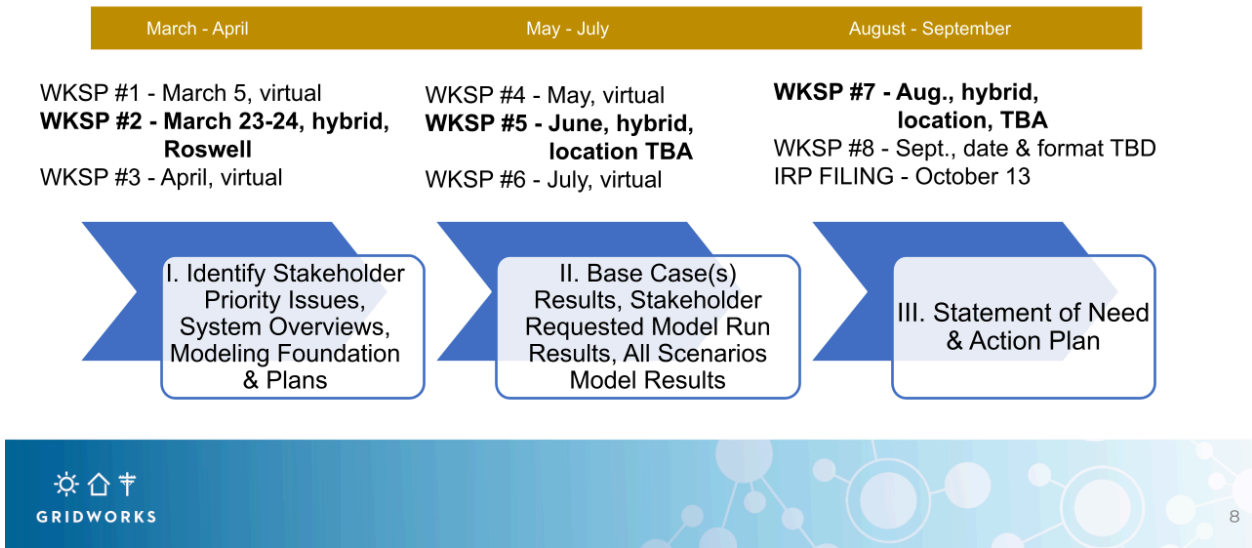 March - April
May - July
August - September
WKSP #1 - March 5, virtual
WKSP #2 - March 23-24, hybrid,
Roswell
WKSP #3 - April, virtual
WKSP #4 - May, virtual
WKSP #5 - June, hybrid,
location TBA
WKSP #6 - July, virtual
WKSP #7 - Aug., hybrid,
location, TBA
WKSP #8 - Sept., date & format TBD
IRP FILING - October 13
I. Identify Stakeholder
Priority Issues,
System Overviews,
Modeling Foundation
& Plans
II. Base Case(s)
Results, Stakeholder
Requested Model Run
Results, All Scenarios
Model Results
III. Statement of Need
& Action Plan
GRIDWORKS
8